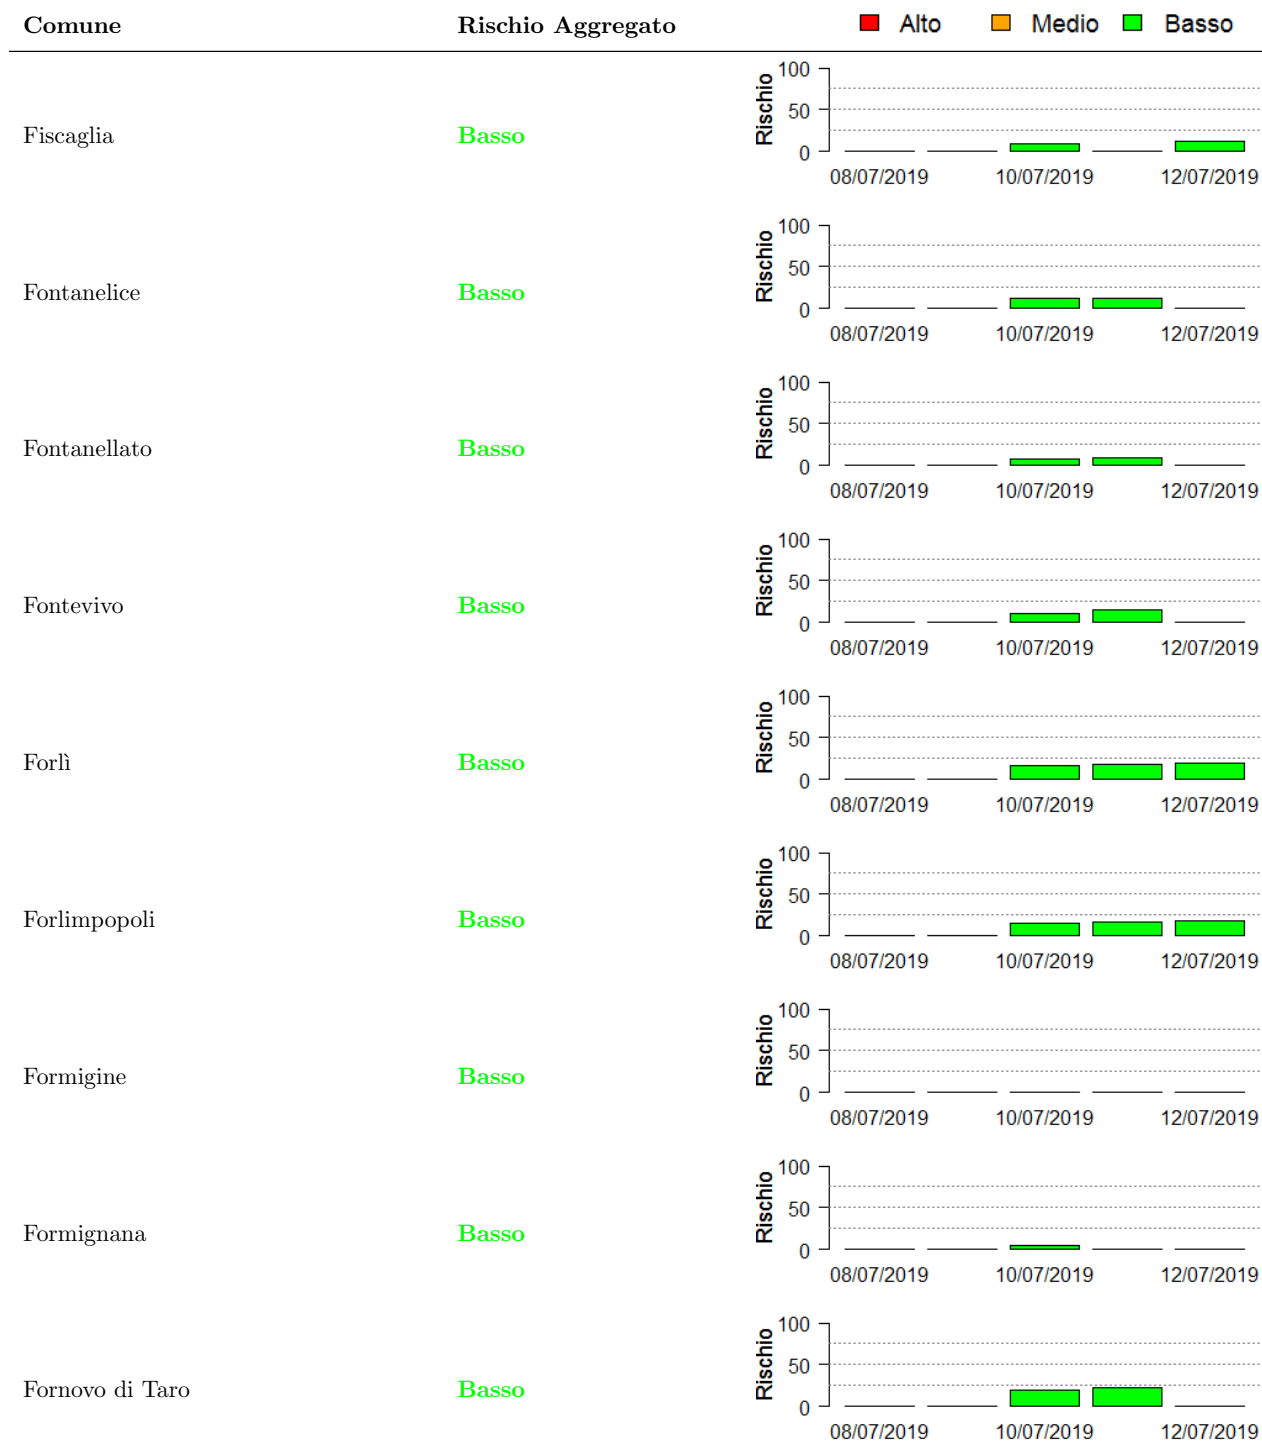 Comune Rischio Aggregato Alto Medio Basso
Fiscaglia Basso
Rischio
100
50
0
08/07/2019 10/07/2019 12/07/2019
Fontanelice Basso
Rischio
100
50
0
08/07/2019 10/07/2019 12/07/2019
Fontanellato Basso
Rischio
100
50
0
08/07/2019 10/07/2019 12/07/2019
Fontevivo Basso
Rischio
100
50
0
08/07/2019 10/07/2019 12/07/2019
Forlì Basso
Rischio
100
50
0
08/07/2019 10/07/2019 12/07/2019
Forlimpopoli Basso
Rischio
100
50
0
08/07/2019 10/07/2019 12/07/2019
Formigine Basso
Rischio
100
50
0
08/07/2019 10/07/2019 12/07/2019
Formignana Basso
Rischio
100
50
0
08/07/2019 10/07/2019 12/07/2019
Fornovo di Taro Basso
Rischio
100
50
0
08/07/2019 10/07/2019 12/07/2019